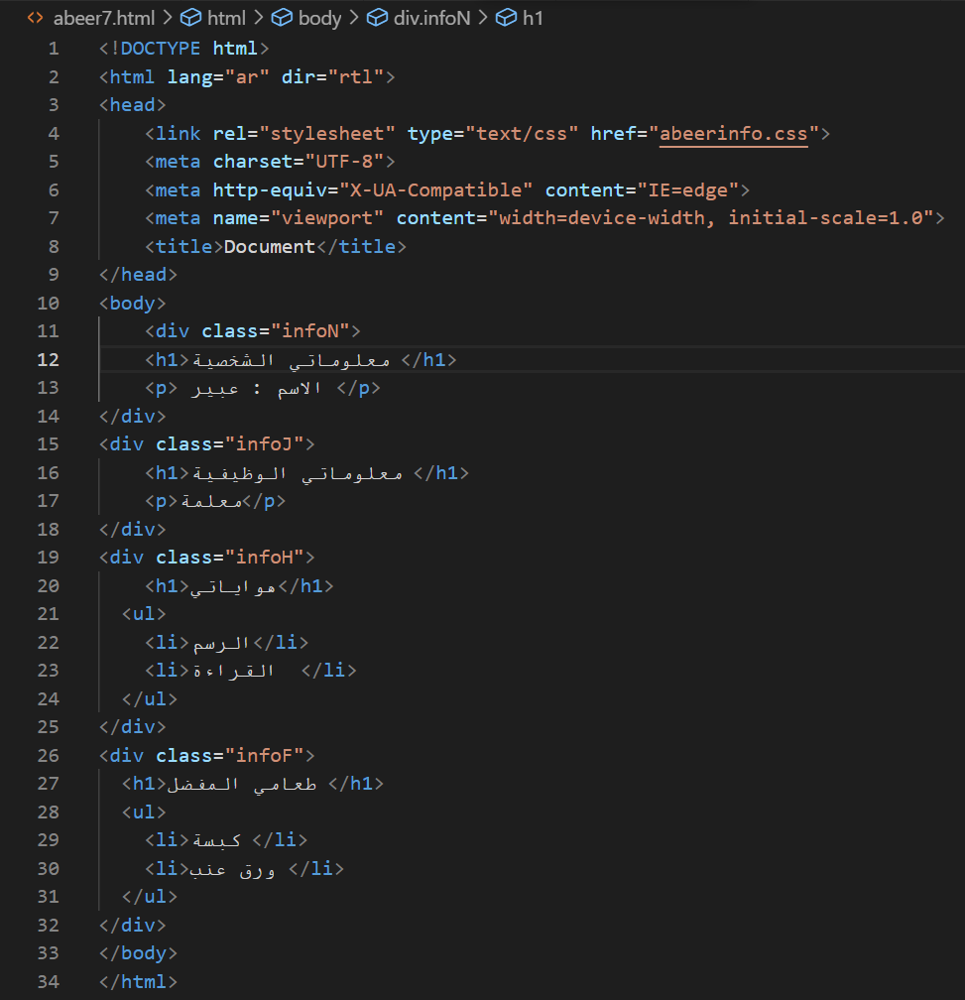 abeer7.html > html > body > div.infoN > h1
1 <!DOCTYPE html>
2 <html lang="ar" dir="rtl">
3 <head>
4     <link rel="stylesheet" type="text/css" href="abeerinfo.css">
5     <meta charset="UTF-8">
6     <meta http-equiv="X-UA-Compatible" content="IE=edge">
7     <meta name="viewport" content="width=device-width, initial-scale=1.0">
8     <title>Document</title>
9 </head>
10 <body>
11     <div class="infoN">
12     <h1>معلوماتي الشخصية </h1>
13     <p> الاسم : عبير </p>
14 </div>
15 <div class="infoJ">
16     <h1>معلوماتي الوظيفية </h1>
17     <p>معلمة</p>
18 </div>
19 <div class="infoH">
20     <h1>هواياتي</h1>
21   <ul>
22     <li>الرسم</li>
23     <li>القراءة  </li>
24   </ul>
25 </div>
26 <div class="infoF">
27   <h1>طعامي المفضل </h1>
28   <ul>
29     <li>كبسة </li>
30     <li>ورق عنب </li>
31   </ul>
32 </div>
33 </body>
34 </html>